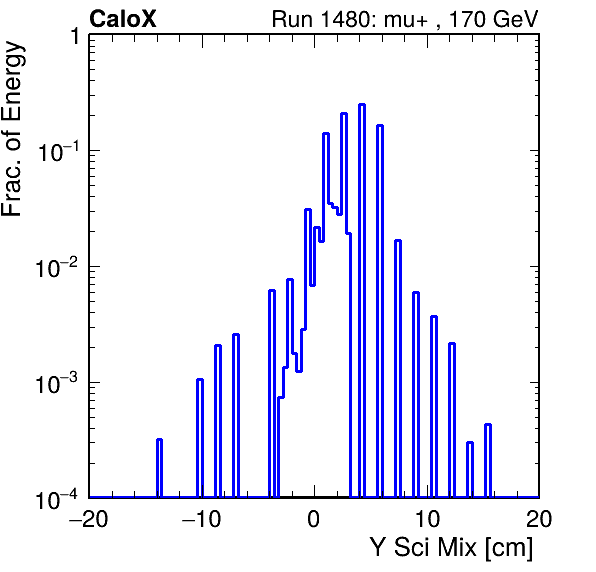 CaloX Run 1480: mu+ , 170 GeV
Frac. of Energy
1
10⁻¹
10⁻²
10⁻³
10⁻⁴
−20 −10 0 10 20
Y Sci Mix [cm]